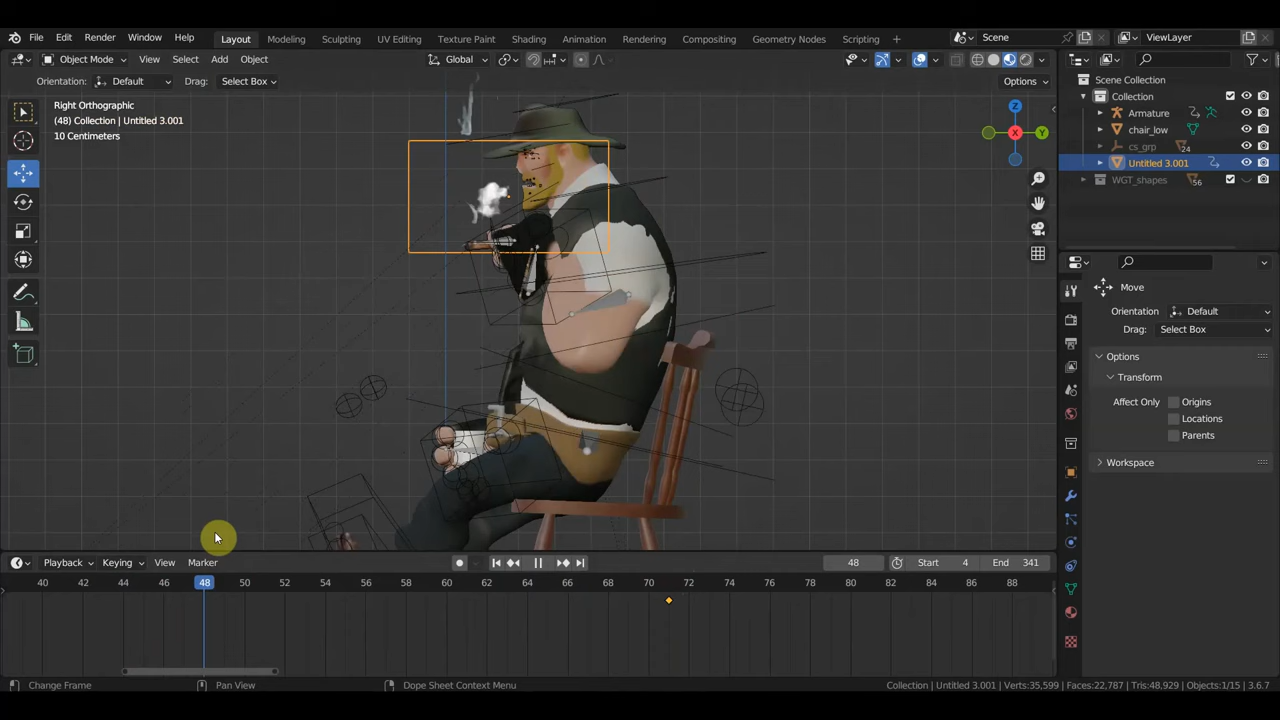 File Edit Render Window Help Layout Modeling Sculpting UV Editing Texture Paint Shading Animation Rendering Compositing Geometry Nodes Scripting + Scene ViewLayer
Object Mode View Select Add Object Global Options
Orientation: Default Drag: Select Box
Right Orthographic
(48) Collection | Untitled 3.001
10 Centimeters
Z
Y
X
Scene Collection
Collection
Armature
chair_low
cs_grp 24
Untitled 3.001
WGT_shapes 56
Move
Orientation Default
Drag: Select Box
Options
Transform
Affect Only Origins
Locations
Parents
Workspace
Playback Keying View Marker 48 Start 4 End 341
40 42 44 46 48 50 52 54 56 58 60 62 64 66 68 70 72 74 76 78 80 82 84 86 88
Change Frame Pan View Dope Sheet Context Menu Collection | Untitled 3.001 | Verts:35,599 | Faces:22,787 | Tris:48,929 | Objects:1/15 | 3.6.7